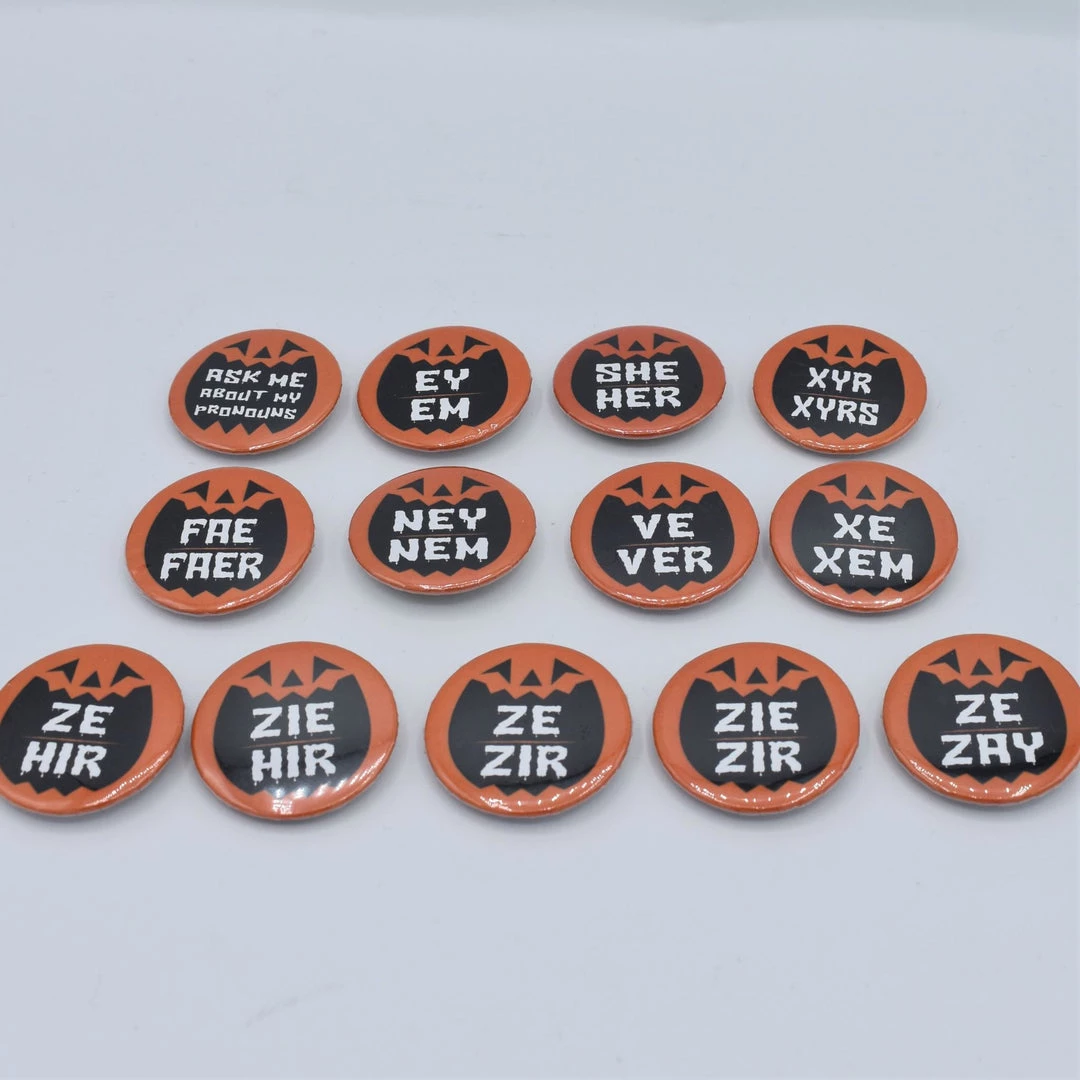 ASK ME
ABOUT MY
PRONOUNS
EY
EM
SHE
HER
XYR
XYRS
FAE
FAER
NEY
NEM
VE
VER
XE
XEM
ZE
HIR
ZIE
HIR
ZE
ZIR
ZIE
ZIR
ZE
ZAY